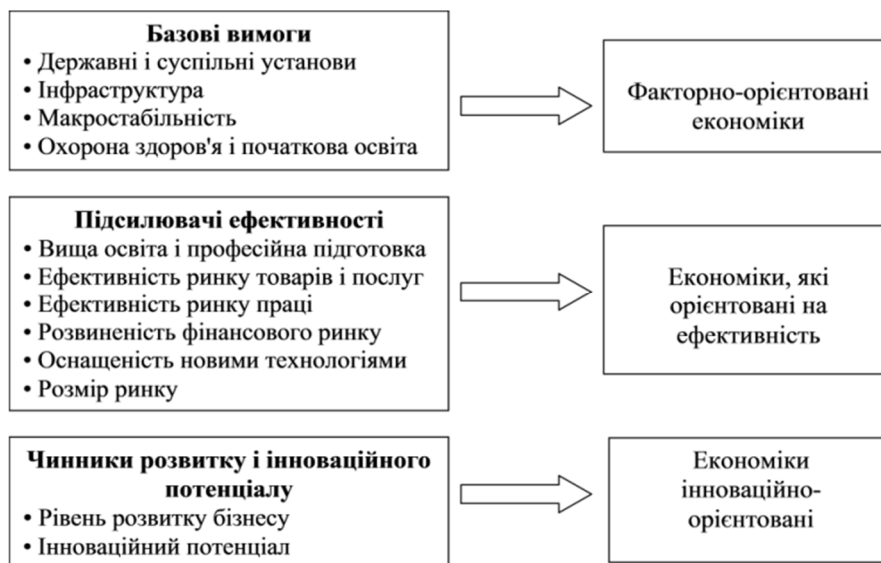 Базові вимоги
• Державні і суспільні установи
• Інфраструктура
• Макростабільність
• Охорона здоров'я і початкова освіта
Факторно-орієнтовані
економіки
Підсилювачі ефективності
• Вища освіта і професійна підготовка
• Ефективність ринку товарів і послуг
• Ефективність ринку праці
• Розвиненість фінансового ринку
• Оснащеність новими технологіями
• Розмір ринку
Економіки, які
орієнтовані на
ефективність
Чинники розвитку і інноваційного
потенціалу
• Рівень розвитку бізнесу
• Інноваційний потенціал
Економіки
інноваційно-
орієнтовані